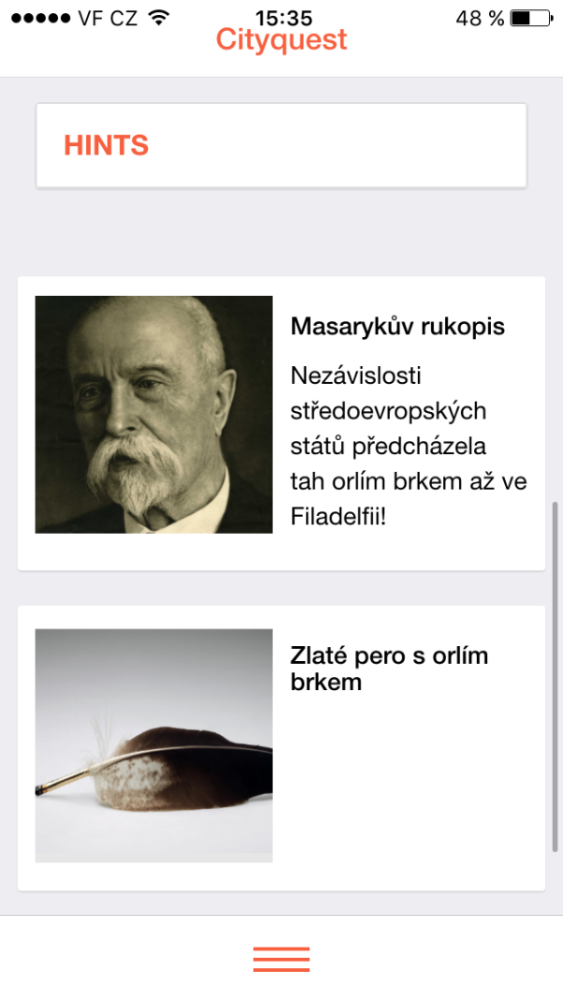 VF CZ 15:35 48 %
Cityquest
HINTS
Masarykův rukopis
Nezávislosti
středoevropských
států předcházela
tah orlím brkem až ve
Filadelfii!
Zlaté pero s orlím
brkem